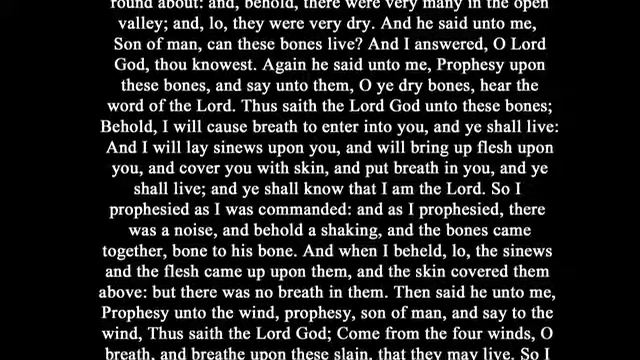 round about: and, behold, there were very many in the open
valley; and, lo, they were very dry. And he said unto me,
Son of man, can these bones live? And I answered, O Lord
God, thou knowest. Again he said unto me, Prophesy upon
these bones, and say unto them, O ye dry bones, hear the
word of the Lord. Thus saith the Lord God unto these bones;
Behold, I will cause breath to enter into you, and ye shall live:
And I will lay sinews upon you, and will bring up flesh upon
you, and cover you with skin, and put breath in you, and ye
shall live; and ye shall know that I am the Lord. So I
prophesied as I was commanded: and as I prophesied, there
was a noise, and behold a shaking, and the bones came
together, bone to his bone. And when I beheld, lo, the sinews
and the flesh came up upon them, and the skin covered them
above: but there was no breath in them. Then said he unto me,
Prophesy unto the wind, prophesy, son of man, and say to the
wind, Thus saith the Lord God; Come from the four winds, O
breath, and breathe upon these slain, that they may live. So I